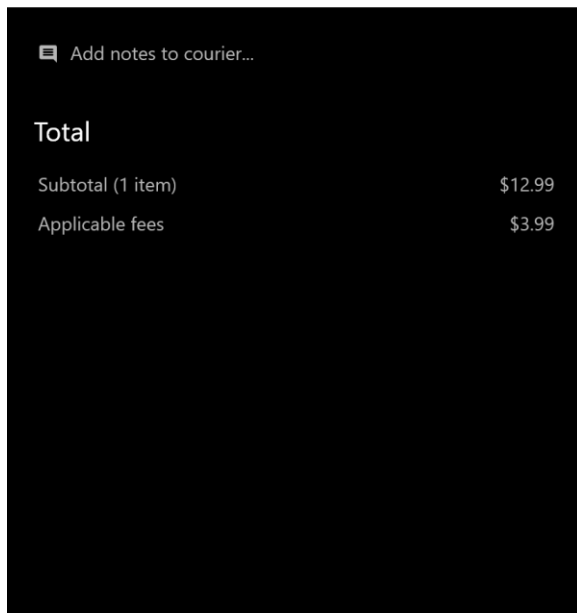 Add notes to courier...
Total
Subtotal (1 item) $12.99
Applicable fees $3.99